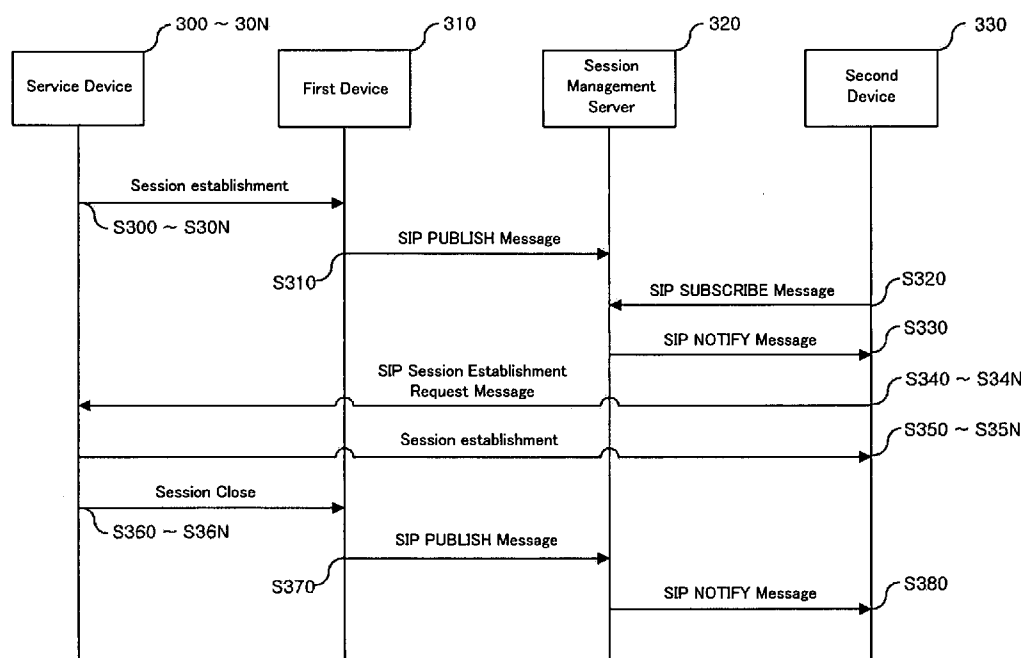 300 ~ 30N
310
320
330
Service Device
First Device
Session
Management
Server
Second
Device
Session establishment
S300 ~ S30N
SIP PUBLISH Message
S310
SIP SUBSCRIBE Message
S320
SIP NOTIFY Message
S330
SIP Session Establishment
Request Message
S340 ~ S34N
Session establishment
S350 ~ S35N
Session Close
S360 ~ S36N
SIP PUBLISH Message
S370
SIP NOTIFY Message
S380